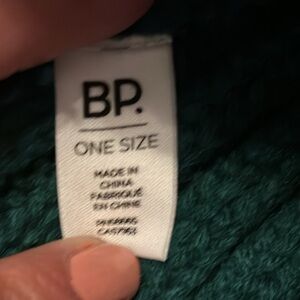 BP.
ONE SIZE
MADE IN
CHINA
FABRIQUÉ
EN CHINE